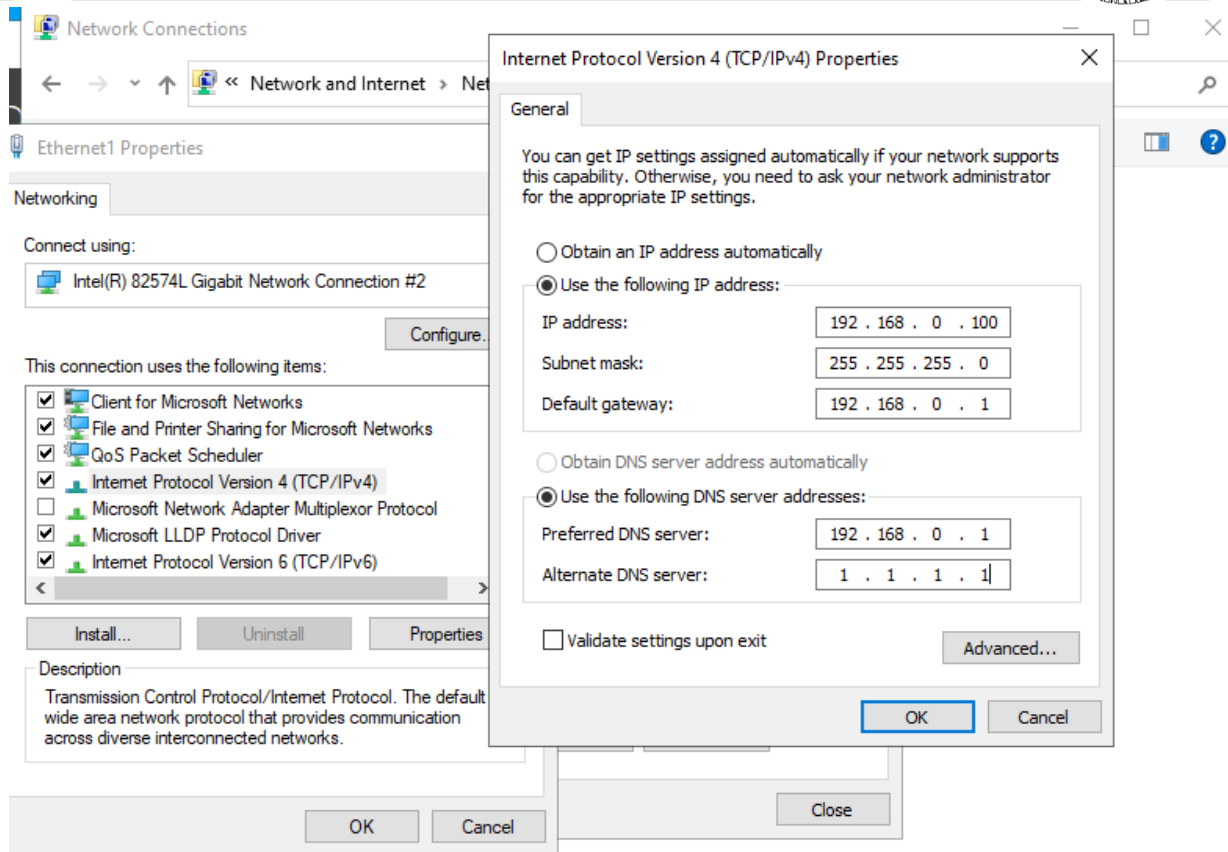 Network Connections
« Network and Internet › Net
Ethernet1 Properties
Networking
Connect using:
Intel(R) 82574L Gigabit Network Connection #2
Configure..
This connection uses the following items:
Client for Microsoft Networks
File and Printer Sharing for Microsoft Networks
QoS Packet Scheduler
Internet Protocol Version 4 (TCP/IPv4)
Microsoft Network Adapter Multiplexor Protocol
Microsoft LLDP Protocol Driver
Internet Protocol Version 6 (TCP/IPv6)
Install...
Uninstall
Properties
Description
Transmission Control Protocol/Internet Protocol. The default
wide area network protocol that provides communication
across diverse interconnected networks.
OK
Cancel
Close
Internet Protocol Version 4 (TCP/IPv4) Properties
General
You can get IP settings assigned automatically if your network supports
this capability. Otherwise, you need to ask your network administrator
for the appropriate IP settings.
Obtain an IP address automatically
Use the following IP address:
IP address: 192 . 168 . 0 . 100
Subnet mask: 255 . 255 . 255 . 0
Default gateway: 192 . 168 . 0 . 1
Obtain DNS server address automatically
Use the following DNS server addresses:
Preferred DNS server: 192 . 168 . 0 . 1
Alternate DNS server: 1 . 1 . 1 . 1
Validate settings upon exit
Advanced...
OK
Cancel